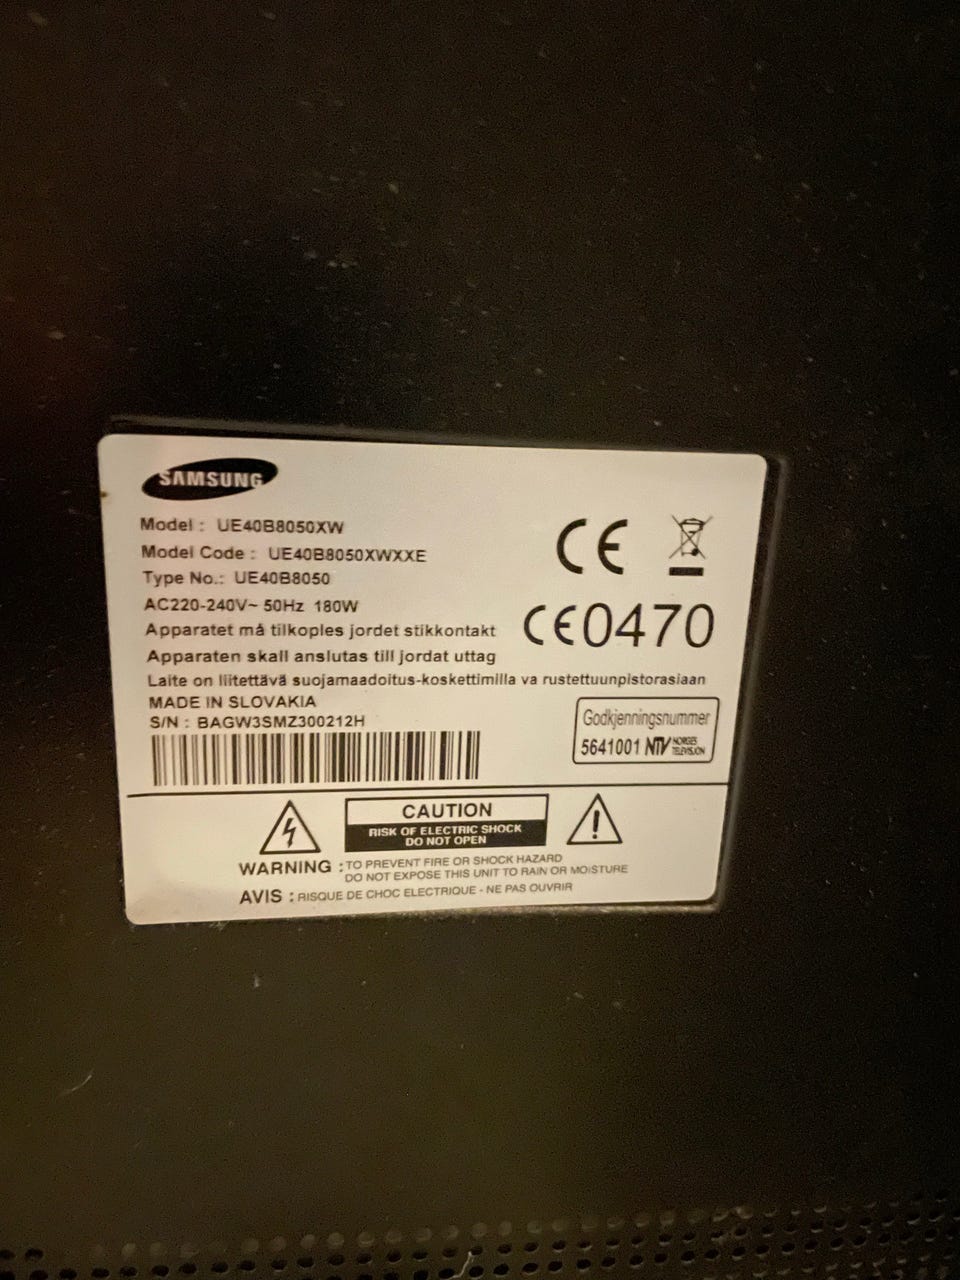 SAMSUNG
Model : UE40B8050XW
Model Code : UE40B8050XWXXE
Type No.: UE40B8050
AC220-240V~ 50Hz 180W
Apparatet må tilkoples jordet stikkontakt
Apparaten skall anslutas till jordat uttag
Laite on liitettävä suojamaadoitus-koskettimilla va rustettuunpistorasiaan
MADE IN SLOVAKIA
S/N : BAGW3SMZ300212H
CE
CE0470
Godkjenningsnummer
5641001 NTV NORGES TELEVISJON
CAUTION
RISK OF ELECTRIC SHOCK
DO NOT OPEN
WARNING : TO PREVENT FIRE OR SHOCK HAZARD
DO NOT EXPOSE THIS UNIT TO RAIN OR MOISTURE
AVIS : RISQUE DE CHOC ELECTRIQUE - NE PAS OUVRIR